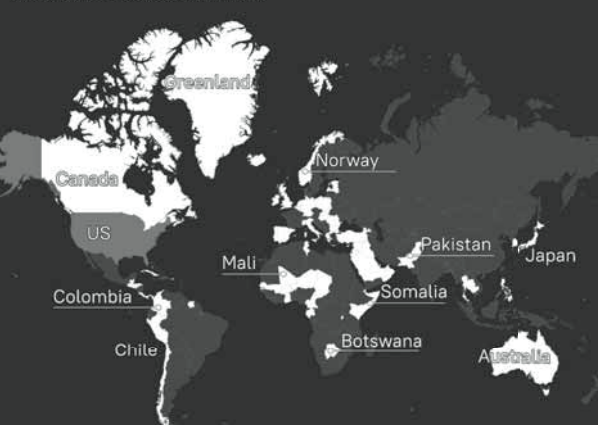 Greenland
Norway
Canada
US
Pakistan
Mali
Japan
Colombia
Somalia
Botswana
Chile
Australia